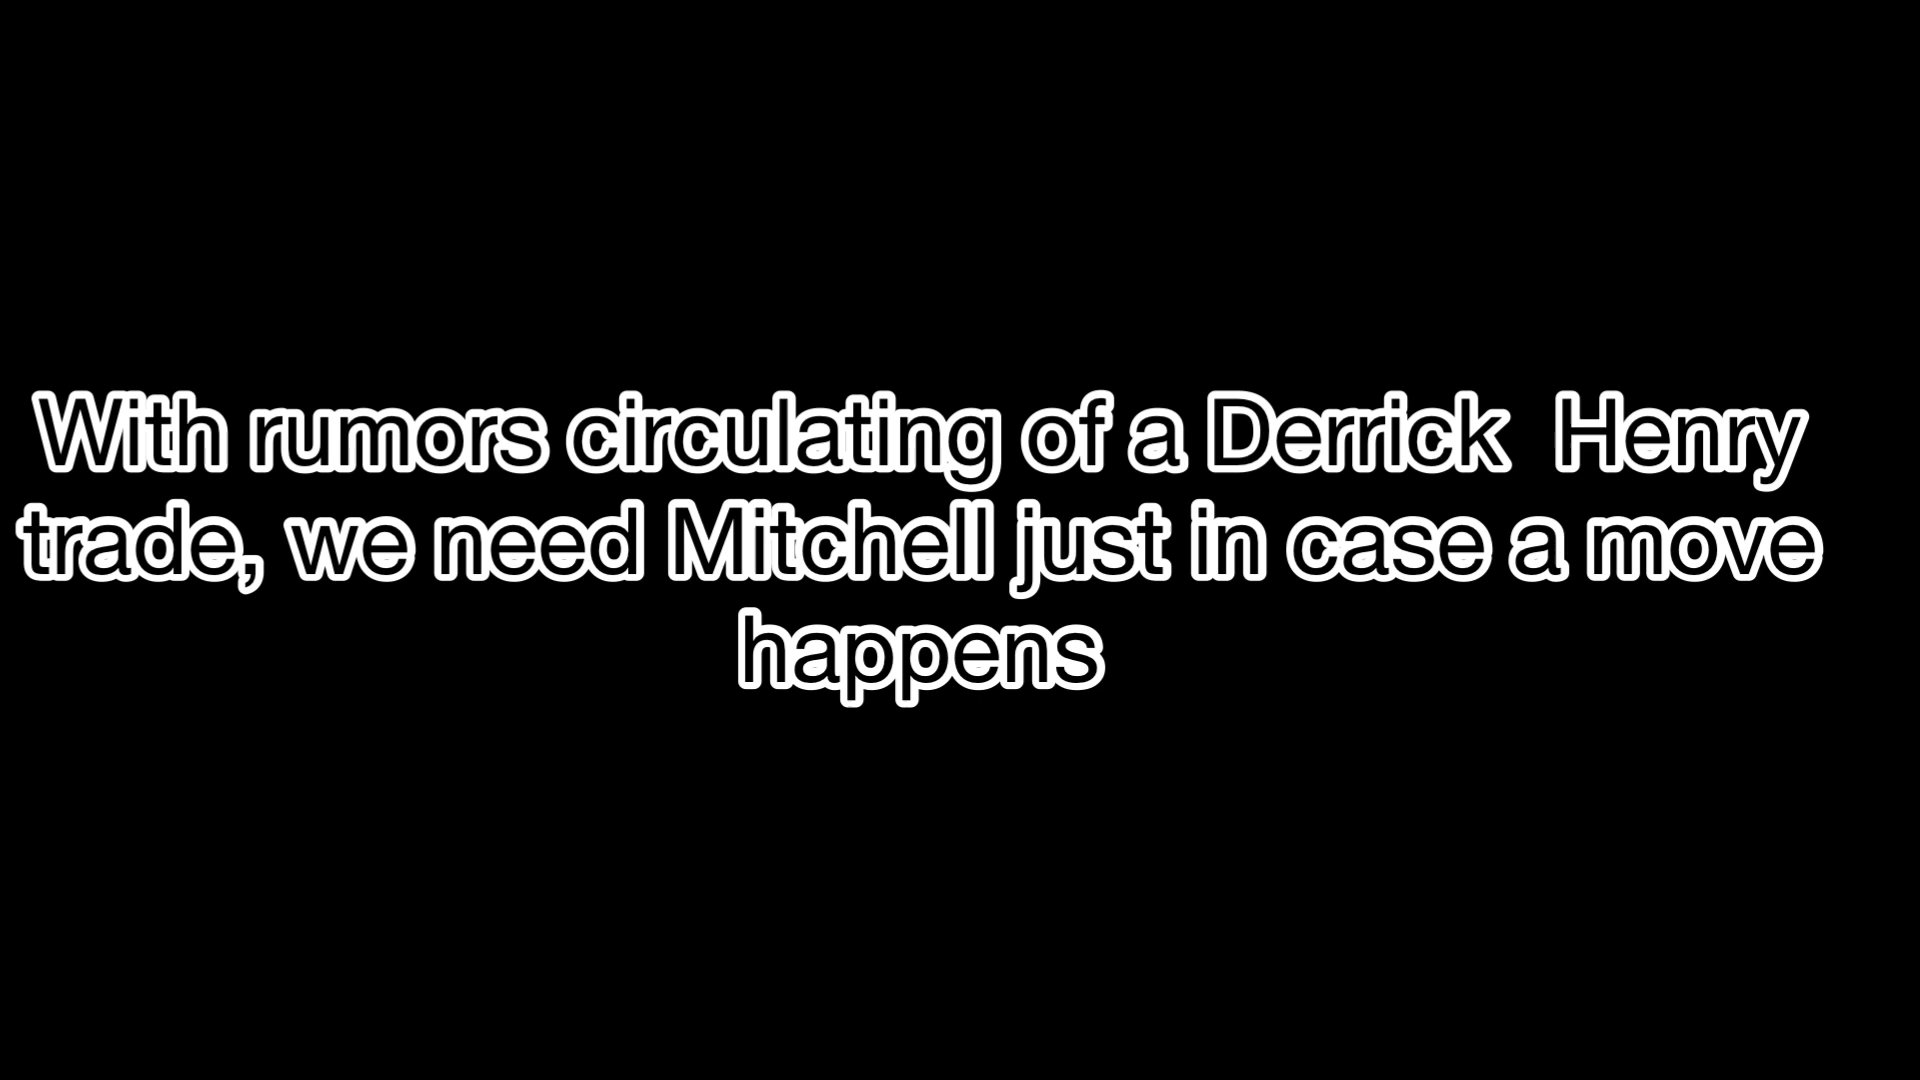 With rumors circulating of a Derrick  Henry
trade, we need Mitchell just in case a move
happens